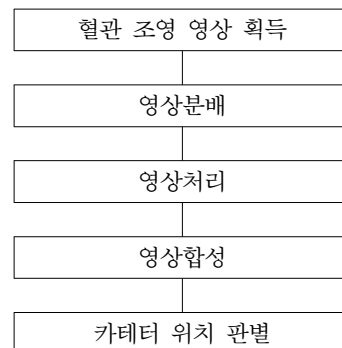 혈관 조영 영상 획득
영상분배
영상처리
영상합성
카테터 위치 판별